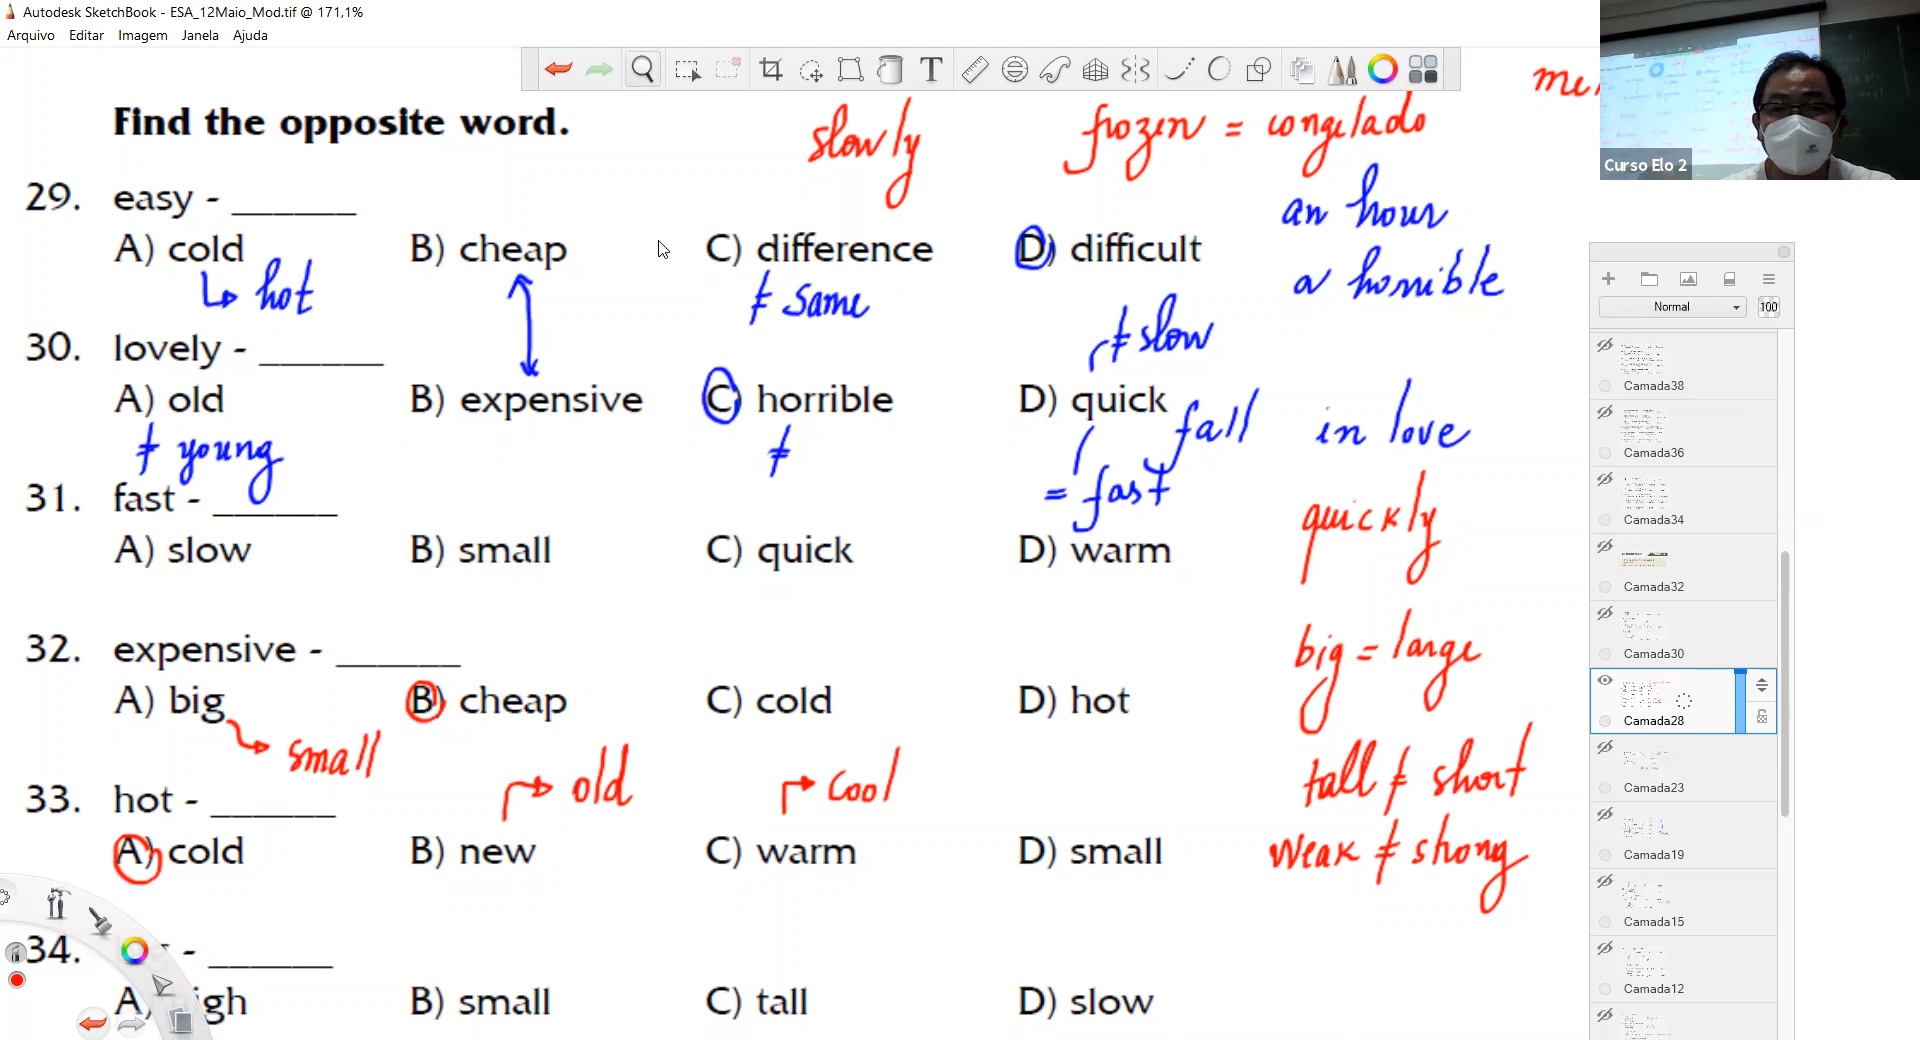 Autodesk SketchBook - ESA_12Maio_Mod.tif @ 171,1%
Arquivo Editar Imagem Janela Ajuda
Curso Elo 2
Find the opposite word.
slowly
frozen = congelado
an hour
a horrible
29. easy - ______
A) cold B) cheap C) difference D) difficult
hot
≠ same
≠ slow
30. lovely - ______
A) old B) expensive C) horrible D) quick
≠ young
≠
= fast
fall
in love
31. fast - ______
A) slow B) small C) quick D) warm
quickly
32. expensive - ______
A) big B) cheap C) cold D) hot
small
big = large
33. hot - ______
old
cool
tall ≠ short
A) cold B) new C) warm D) small
weak ≠ strong
34. - ______
B) small C) tall D) slow
Normal 100
Camada38
Camada36
Camada34
Camada32
Camada30
Camada28
Camada23
Camada19
Camada15
Camada12